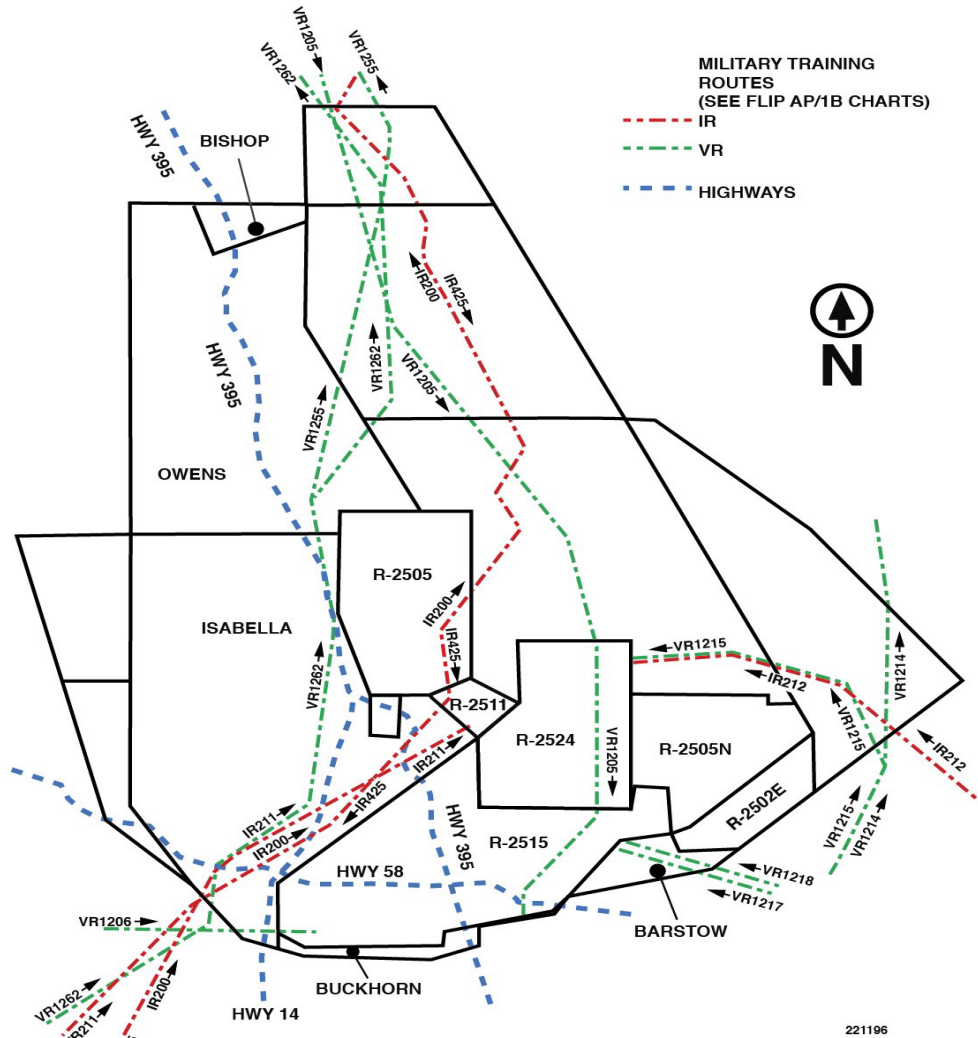 VR1205
VR1255
VR1262
MILITARY TRAINING
ROUTES
(SEE FLIP AP/1B CHARTS)
IR
VR
HIGHWAYS
HWY 395
BISHOP
IR200
IR425
N
HWY 395
VR1262
VR1205
VR1255
OWENS
R-2505
IR200
ISABELLA
IR425
VR1215
IR212
VR1214
VR1262
R-2511
R-2524
VR1205
R-2505N
VR1215
IR212
IR211
IR425
R-2502E
IR211
IR200
HWY 395
R-2515
VR1215
VR1214
HWY 58
VR1218
VR1217
VR1206
BARSTOW
VR1262
IR211
IR200
BUCKHORN
HWY 14
221196